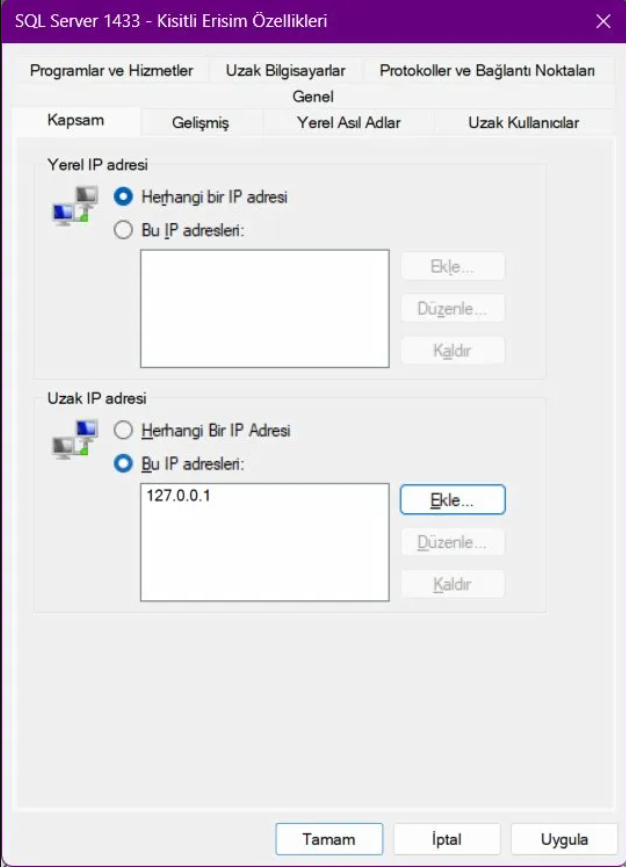 SQL Server 1433 - Kisitli Erisim Özellikleri
Programlar ve Hizmetler Uzak Bilgisayarlar Protokoller ve Bağlantı Noktaları
Genel
Kapsam Gelişmiş Yerel Asıl Adlar Uzak Kullanıcılar
Yerel IP adresi
Herhangi bir IP adresi
Bu IP adresleri:
Ekle...
Düzenle...
Kaldır
Uzak IP adresi
Herhangi Bir IP Adresi
Bu IP adresleri:
127.0.0.1
Ekle...
Düzenle...
Kaldır
Tamam İptal Uygula